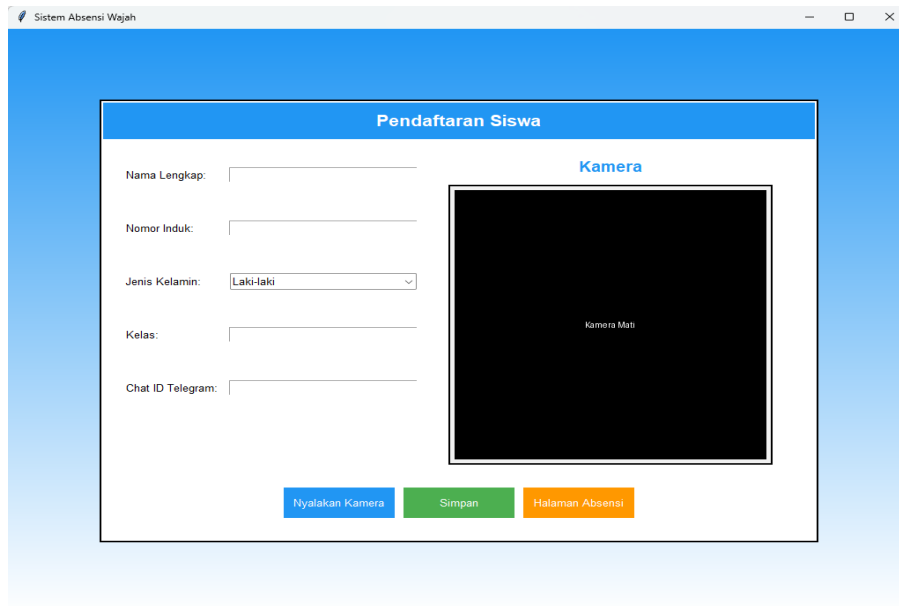 Sistem Absensi Wajah
Pendaftaran Siswa
Nama Lengkap:
Nomor Induk:
Jenis Kelamin: Laki-laki
Kelas:
Chat ID Telegram:
Kamera
Kamera Mati
Nyalakan Kamera
Simpan
Halaman Absensi